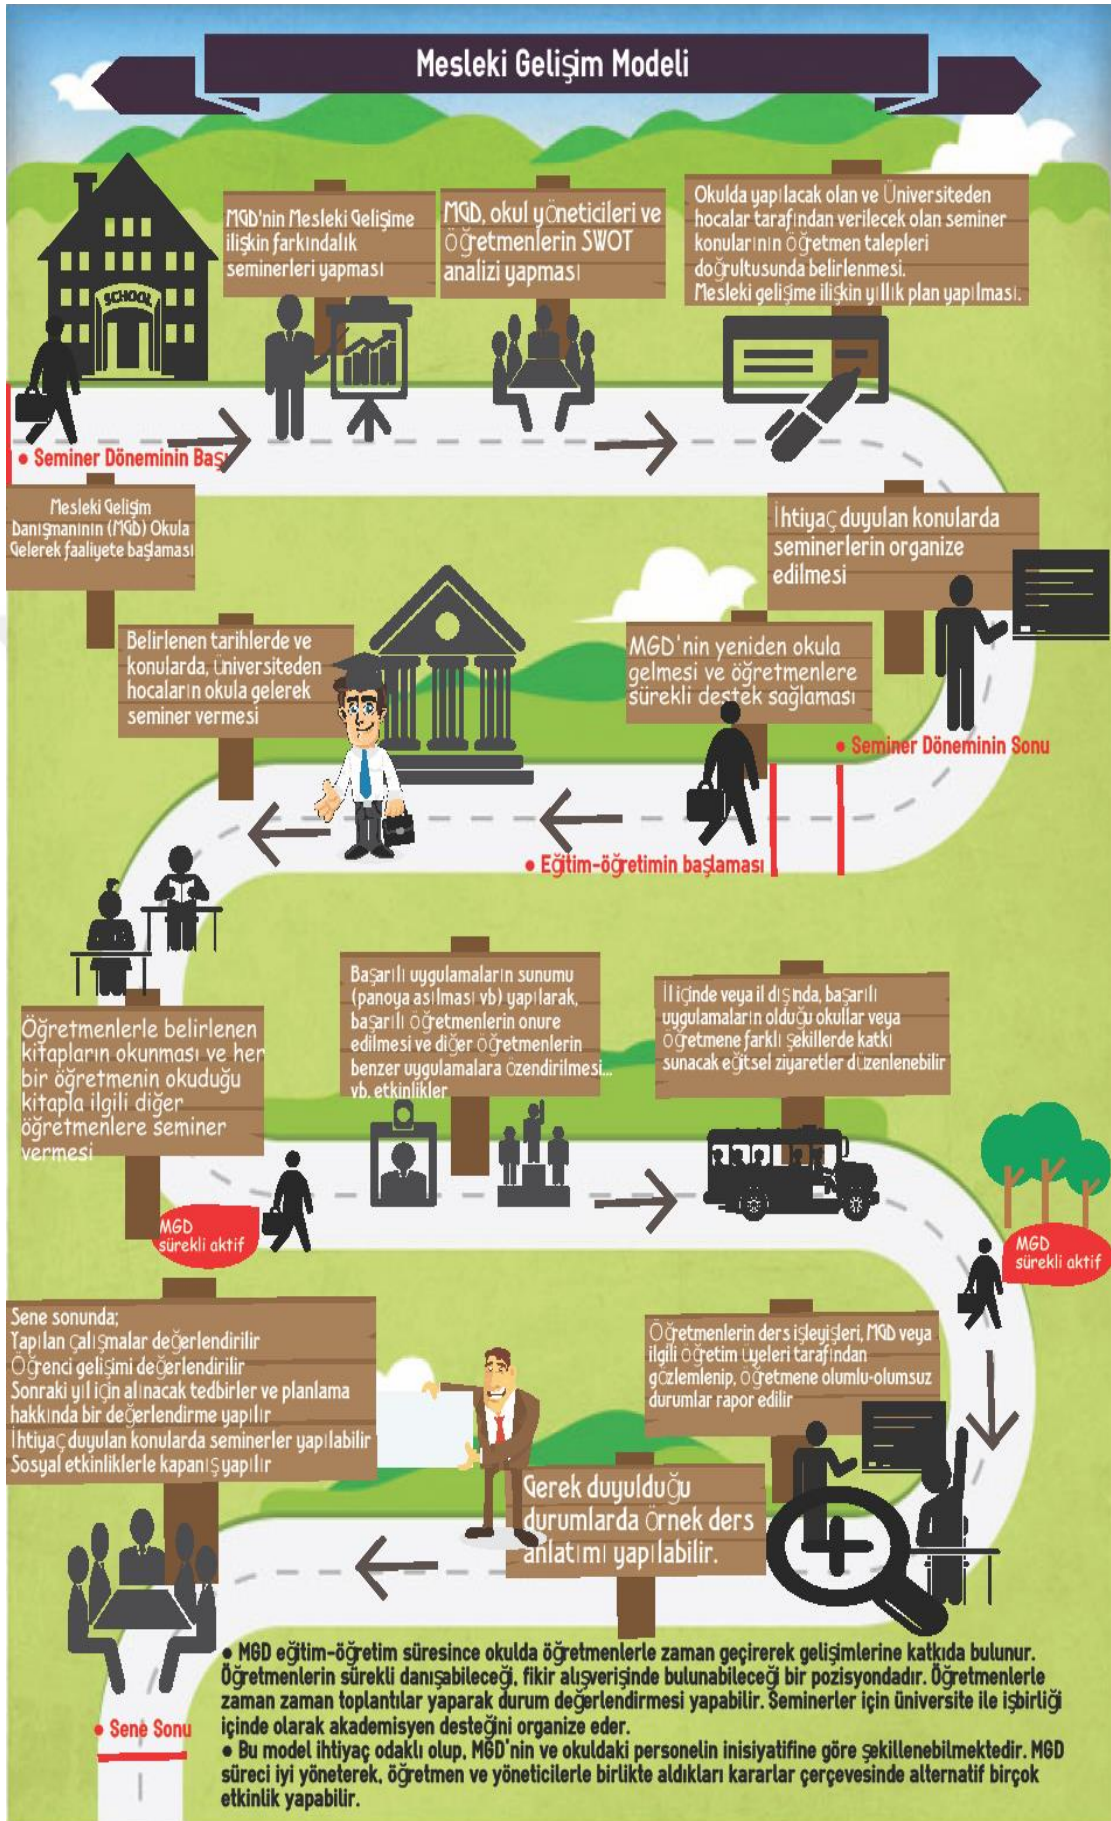 Mesleki Gelişim Modeli
MGD'nin Mesleki Gelişime
ilişkin farkındalık
seminerleri yapması
MGD, okul yöneticileri ve
öğretmenlerin SWOT
analizi yapması
Okulda yapılacak olan ve Üniversiteden
hocalar tarafından verilecek olan seminer
konularının öğretmen talepleri
doğrultusunda belirlenmesi.
Mesleki gelişime ilişkin yıllık plan yapılması.
SCHOOL
• Seminer Döneminin Başı
Mesleki Gelişim
Danışmanının (MGD) Okula
Gelerek faaliyete başlaması
İhtiyaç duyulan konularda
seminerlerin organize
edilmesi
• Seminer Döneminin Sonu
MGD'nin yeniden okula
gelmesi ve öğretmenlere
sürekli destek sağlaması
• Eğitim-öğretimin başlaması
Belirlenen tarihlerde ve
konularda, üniversiteden
hocaların okula gelerek
seminer vermesi
Öğretmenlerle belirlenen
kitapların okunması ve her
bir öğretmenin okuduğu
kitapla ilgili diğer
öğretmenlere seminer
vermesi
MGD
sürekli aktif
Başarılı uygulamaların sunumu
(panoya asılması vb) yapılarak,
başarılı öğretmenlerin onure
edilmesi ve diğer öğretmenlerin
benzer uygulamalara özendirilmesi...
vb. etkinlikler
İl içinde veya il dışında, başarılı
uygulamaların olduğu okullar veya
öğretmene farklı şekillerde katkı
sunacak eğitsel ziyaretler düzenlenebilir
MGD
sürekli aktif
Öğretmenlerin ders işleyişleri, MGD veya
ilgili öğretim üyeleri tarafından
gözlemlenip, öğretmene olumlu-olumsuz
durumlar rapor edilir
Gerek duyulduğu
durumlarda örnek ders
anlatımı yapılabilir.
Sene sonunda;
Yapılan çalışmalar değerlendirilir
Öğrenci gelişimi değerlendirilir
Sonraki yıl için alınacak tedbirler ve planlama
hakkında bir değerlendirme yapılır
İhtiyaç duyulan konularda seminerler yapılabilir
Sosyal etkinliklerle kapanış yapılır
• Sene Sonu
• MGD eğitim-öğretim süresince okulda öğretmenlerle zaman geçirerek gelişimlerine katkıda bulunur.
Öğretmenlerin sürekli danışabileceği, fikir alışverişinde bulunabileceği bir pozisyondadır. Öğretmenlerle
zaman zaman toplantılar yaparak durum değerlendirmesi yapabilir. Seminerler için üniversite ile işbirliği
içinde olarak akademisyen desteğini organize eder.
• Bu model ihtiyaç odaklı olup, MGD'nin ve okuldaki personelin inisiyatifine göre şekillenebilmektedir. MGD
süreci iyi yöneterek, öğretmen ve yöneticilerle birlikte aldıkları kararlar çerçevesinde alternatif birçok
etkinlik yapabilir.